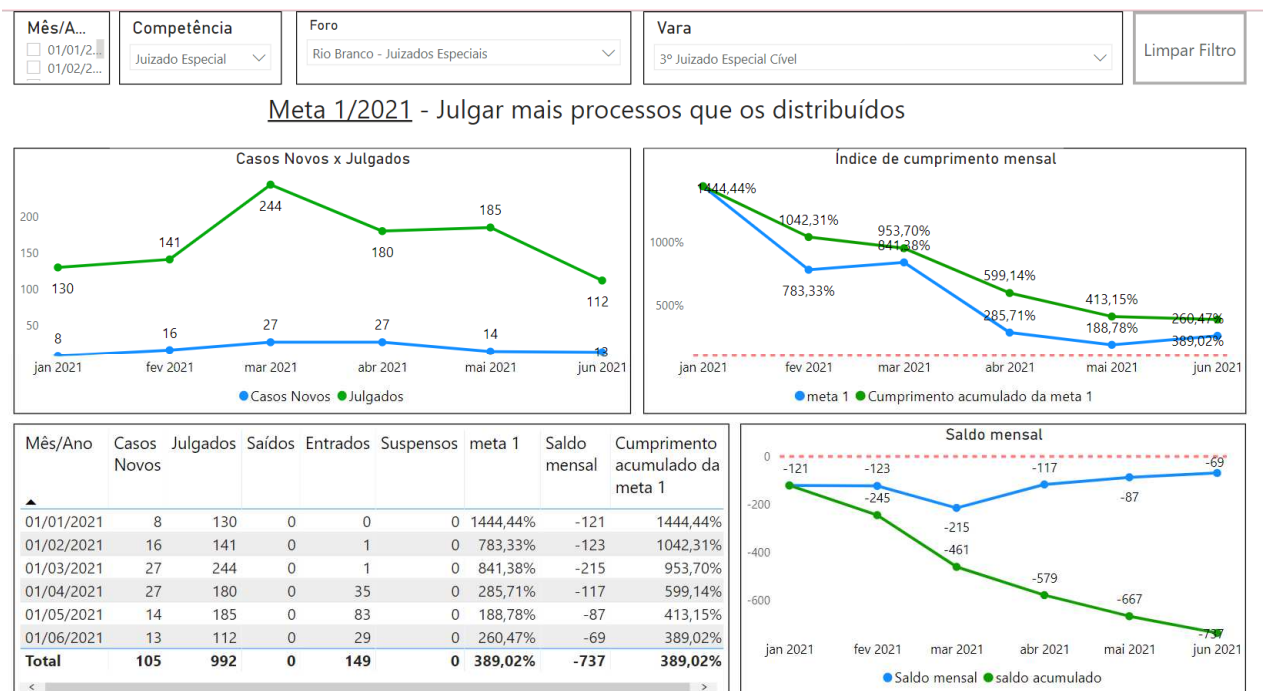 Mês/A...
01/01/2...
01/02/2...
Competência
Juizado Especial
Foro
Rio Branco - Juizados Especiais
Vara
3º Juizado Especial Cível
Limpar Filtro
Meta 1/2021 - Julgar mais processos que os distribuídos
Casos Novos x Julgados
200
150
100
50
130
141
244
180
185
112
8
16
27
27
14
13
jan 2021 fev 2021 mar 2021 abr 2021 mai 2021 jun 2021
Casos Novos Julgados
Índice de cumprimento mensal
1000%
500%
1444,44%
1042,31%
953,70%
841,38%
783,33%
599,14%
285,71%
413,15%
188,78%
260,47%
389,02%
jan 2021 fev 2021 mar 2021 abr 2021 mai 2021 jun 2021
meta 1 Cumprimento acumulado da meta 1
Mês/Ano Casos Novos Julgados Saídos Entrados Suspensos meta 1 Saldo mensal Cumprimento acumulado da meta 1
01/01/2021 8 130 0 0 0 1444,44% -121 1444,44%
01/02/2021 16 141 0 1 0 783,33% -123 1042,31%
01/03/2021 27 244 0 1 0 841,38% -215 953,70%
01/04/2021 27 180 0 35 0 285,71% -117 599,14%
01/05/2021 14 185 0 83 0 188,78% -87 413,15%
01/06/2021 13 112 0 29 0 260,47% -69 389,02%
Total 105 992 0 149 0 389,02% -737 389,02%
Saldo mensal
0
-200
-400
-600
-121
-123
-245
-215
-461
-117
-579
-87
-667
-69
-737
jan 2021 fev 2021 mar 2021 abr 2021 mai 2021 jun 2021
Saldo mensal saldo acumulado